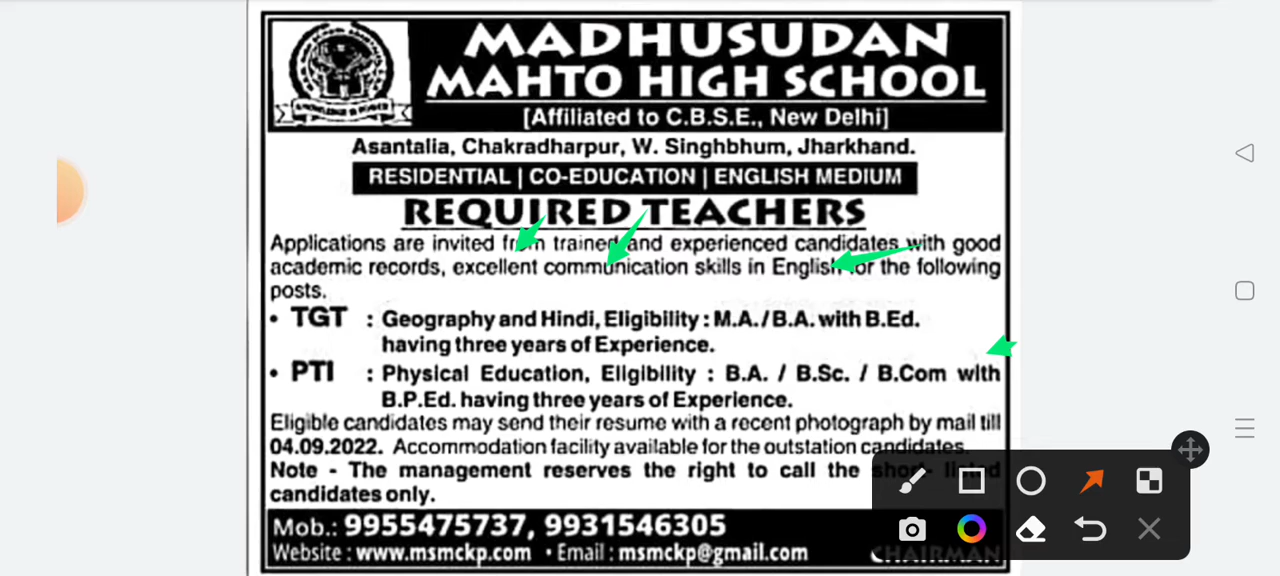 MADHUSUDAN
MAHTO HIGH SCHOOL
[Affiliated to C.B.S.E., New Delhi]
Asantalia, Chakradharpur, W. Singhbhum, Jharkhand.
RESIDENTIAL | CO-EDUCATION | ENGLISH MEDIUM
REQUIRED TEACHERS
Applications are invited from trained and experienced candidates with good
academic records, excellent communication skills in English for the following
posts.
• TGT : Geography and Hindi, Eligibility : M.A./B.A. with B.Ed.
having three years of Experience.
• PTI : Physical Education, Eligibility : B.A. / B.Sc. / B.Com with
B.P.Ed. having three years of Experience.
Eligible candidates may send their resume with a recent photograph by mail till
04.09.2022. Accommodation facility available for the outstation candidates.
Note - The management reserves the right to call the short- listed
candidates only.
Mob.: 9955475737, 9931546305
Website : www.msmckp.com • Email : msmckp@gmail.com CHAIRMAN